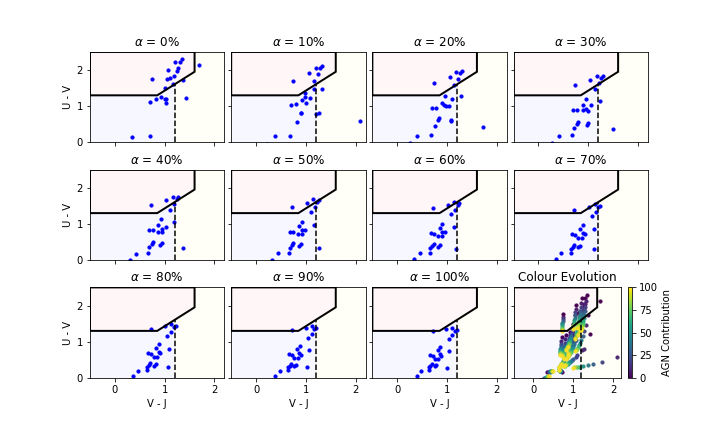 α = 0% α = 10% α = 20% α = 30%
2
1
0
U - V
α = 40% α = 50% α = 60% α = 70%
2
1
0
U - V
α = 80% α = 90% α = 100% Colour Evolution
2
1
0
U - V
100
75
50
25
0
AGN Contribution
0 1 2 0 1 2 0 1 2 0 1 2
V - J V - J V - J V - J